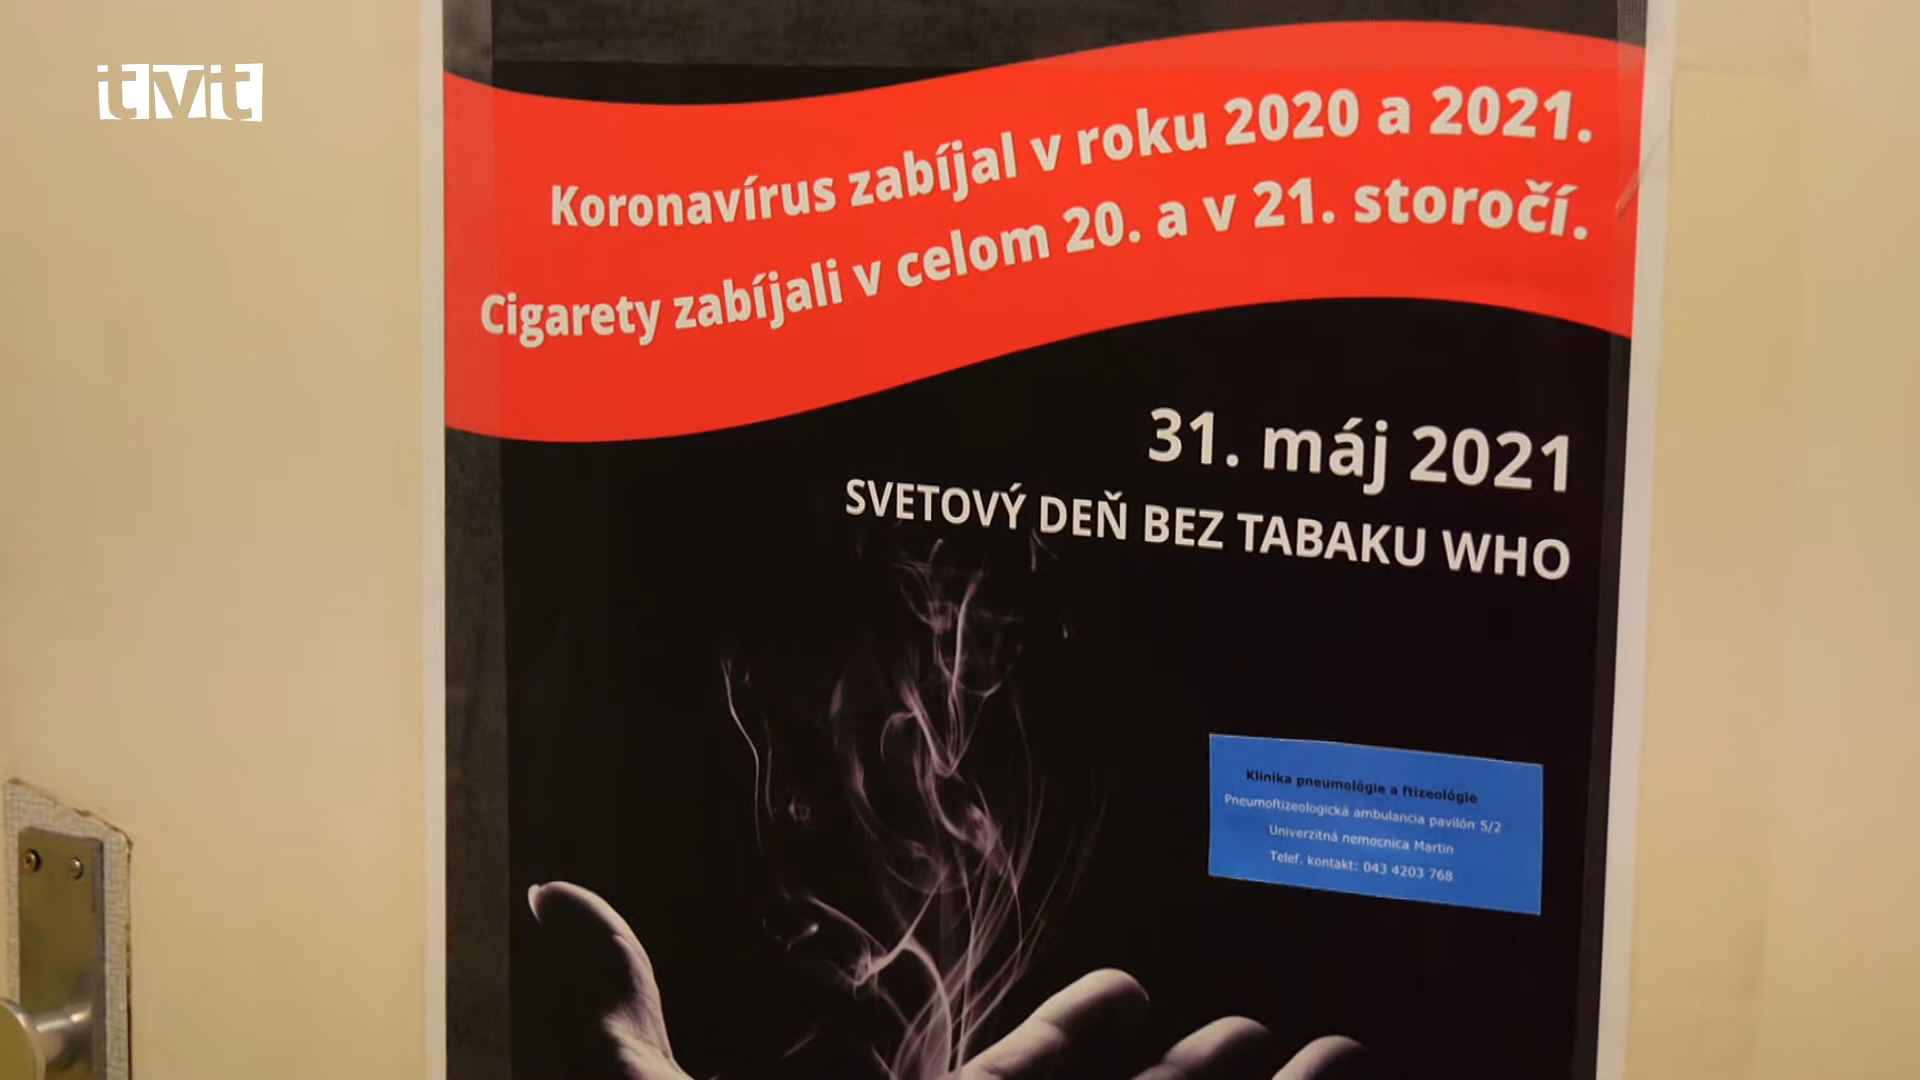 tvit
Koronavírus zabíjal v roku 2020 a 2021.
Cigarety zabíjali v celom 20. a v 21. storočí.
31. máj 2021
SVETOVÝ DEŇ BEZ TABAKU WHO
Klinika pneumológie a ftizeológie
Pneumoftizeologická ambulancia pavilón 5/2
Univerzitná nemocnica Martin
Telef. kontakt: 043 4203 768